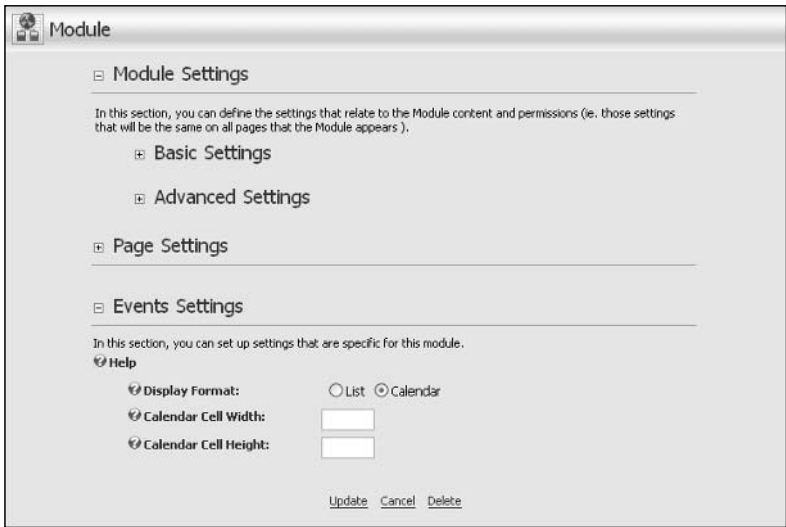 Module
Module Settings
In this section, you can define the settings that relate to the Module content and permissions (ie. those settings
that will be the same on all pages that the Module appears ).
Basic Settings
Advanced Settings
Page Settings
Events Settings
In this section, you can set up settings that are specific for this module.
Help
Display Format: List Calendar
Calendar Cell Width:
Calendar Cell Height:
Update Cancel Delete